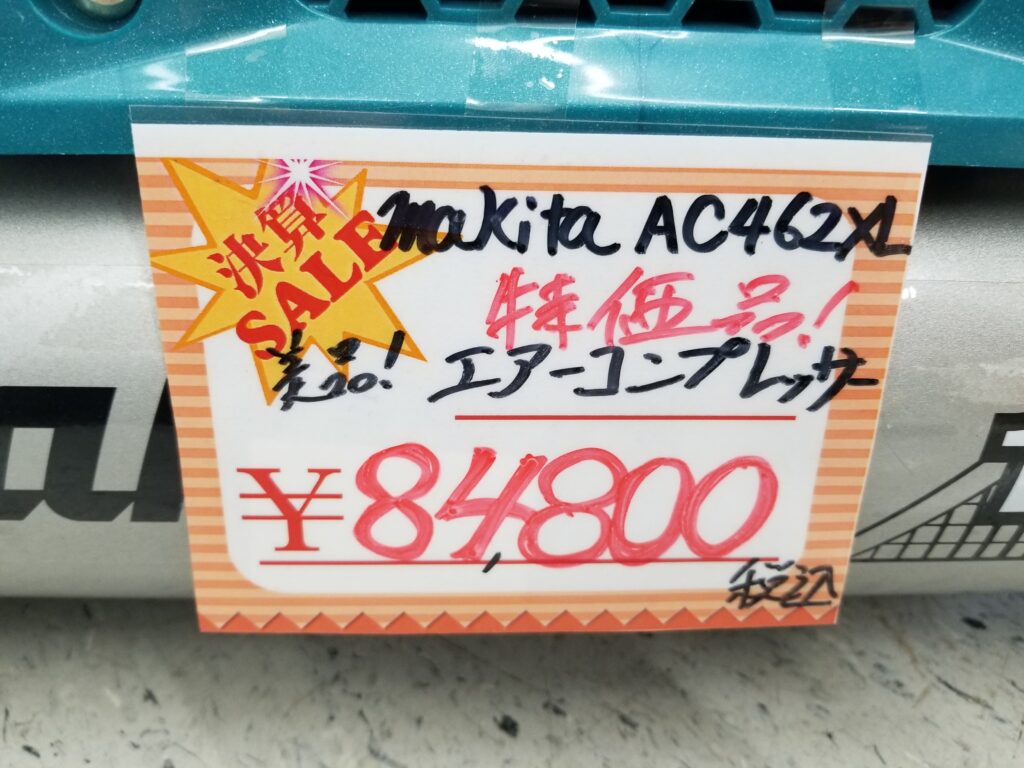 決算
SALE
makita AC462XL
特価品!
美品! エアーコンプレッサー
¥84,800
税込